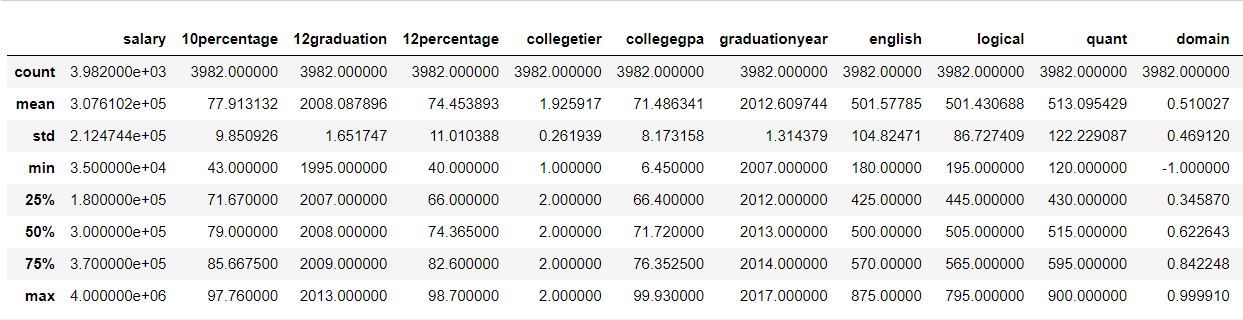 salary 10percentage 12graduation 12percentage collegetier collegegpa graduationyear english logical quant domain
count 3.982000e+03 3982.000000 3982.000000 3982.000000 3982.000000 3982.000000 3982.000000 3982.00000 3982.000000 3982.000000 3982.000000
mean 3.076102e+05 77.913132 2008.087896 74.453893 1.925917 71.486341 2012.609744 501.57785 501.430688 513.095429 0.510027
std 2.124744e+05 9.850926 1.651747 11.010388 0.261939 8.173158 1.314379 104.82471 86.727409 122.229087 0.469120
min 3.500000e+04 43.000000 1995.000000 40.000000 1.000000 6.450000 2007.000000 180.00000 195.000000 120.000000 -1.000000
25% 1.800000e+05 71.670000 2007.000000 66.000000 2.000000 66.400000 2012.000000 425.00000 445.000000 430.000000 0.345870
50% 3.000000e+05 79.000000 2008.000000 74.365000 2.000000 71.720000 2013.000000 500.00000 505.000000 515.000000 0.622643
75% 3.700000e+05 85.667500 2009.000000 82.600000 2.000000 76.352500 2014.000000 570.00000 565.000000 595.000000 0.842248
max 4.000000e+06 97.760000 2013.000000 98.700000 2.000000 99.930000 2017.000000 875.00000 795.000000 900.000000 0.999910